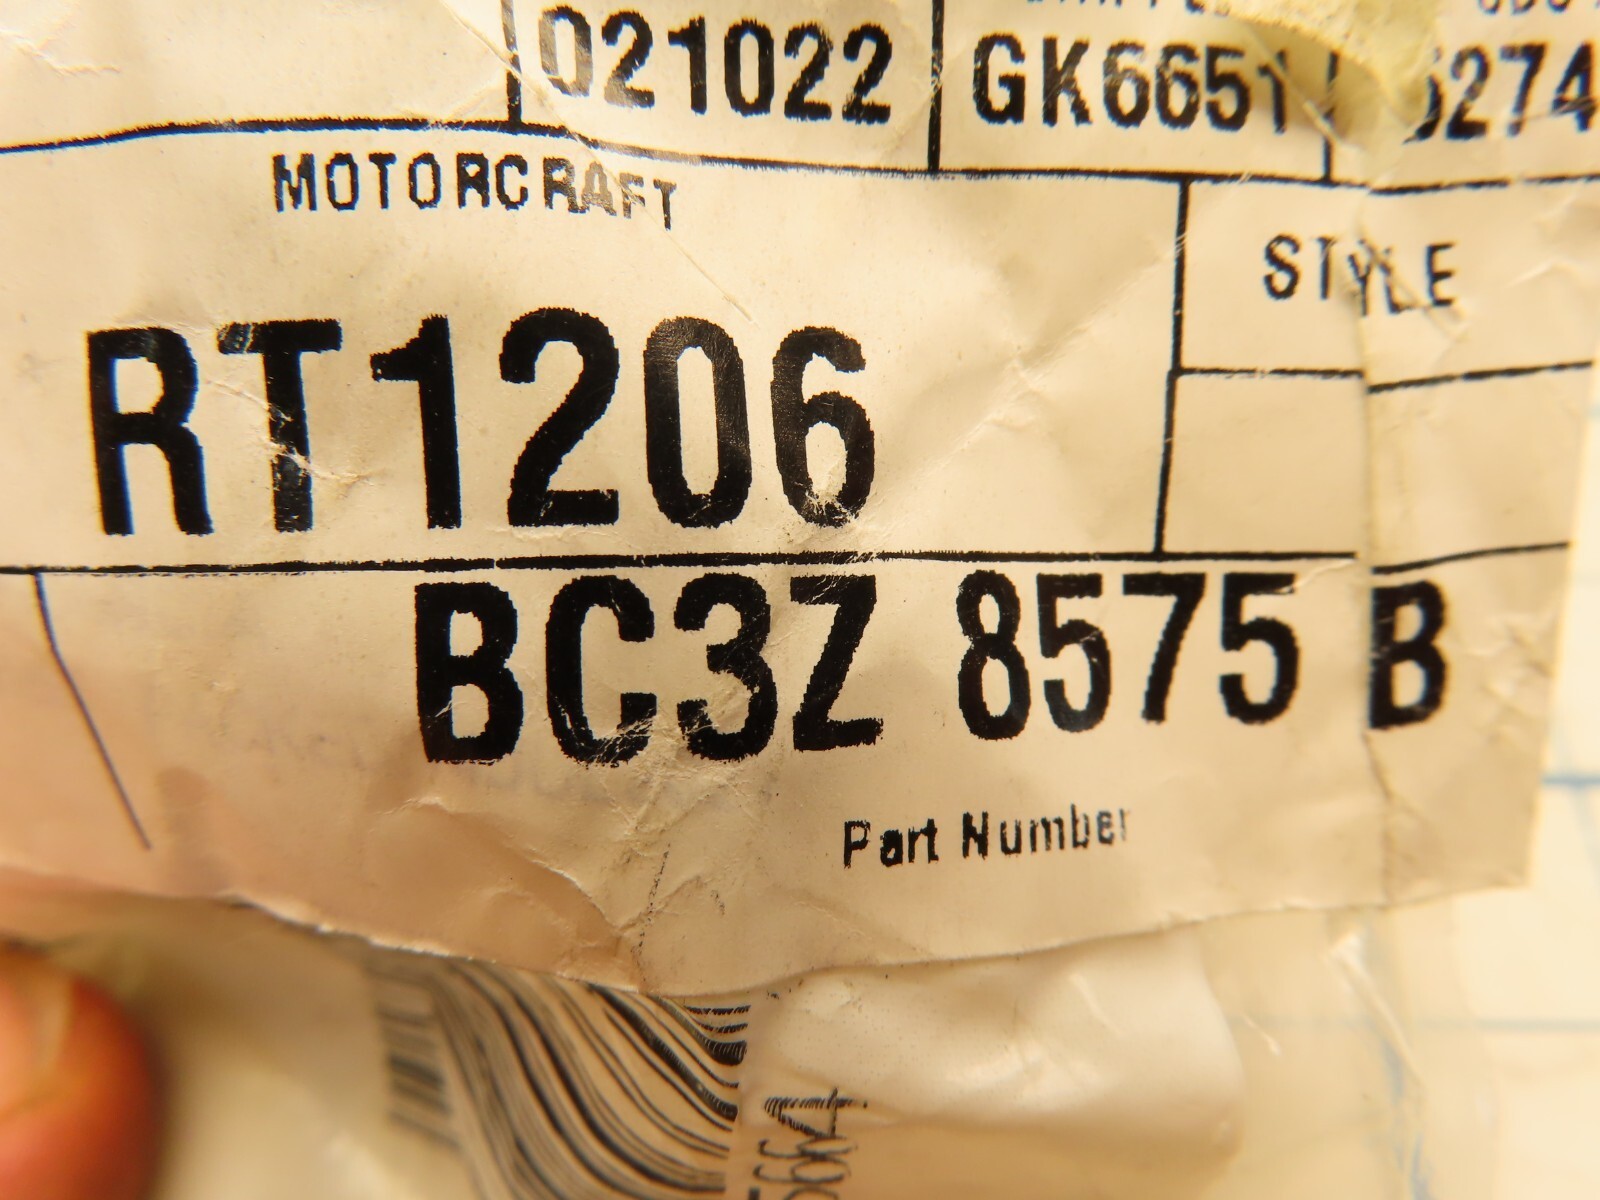 021022 GK6651
MOTORCRAFT
STYLE
RT1206
BC3Z 8575 B
Part Number